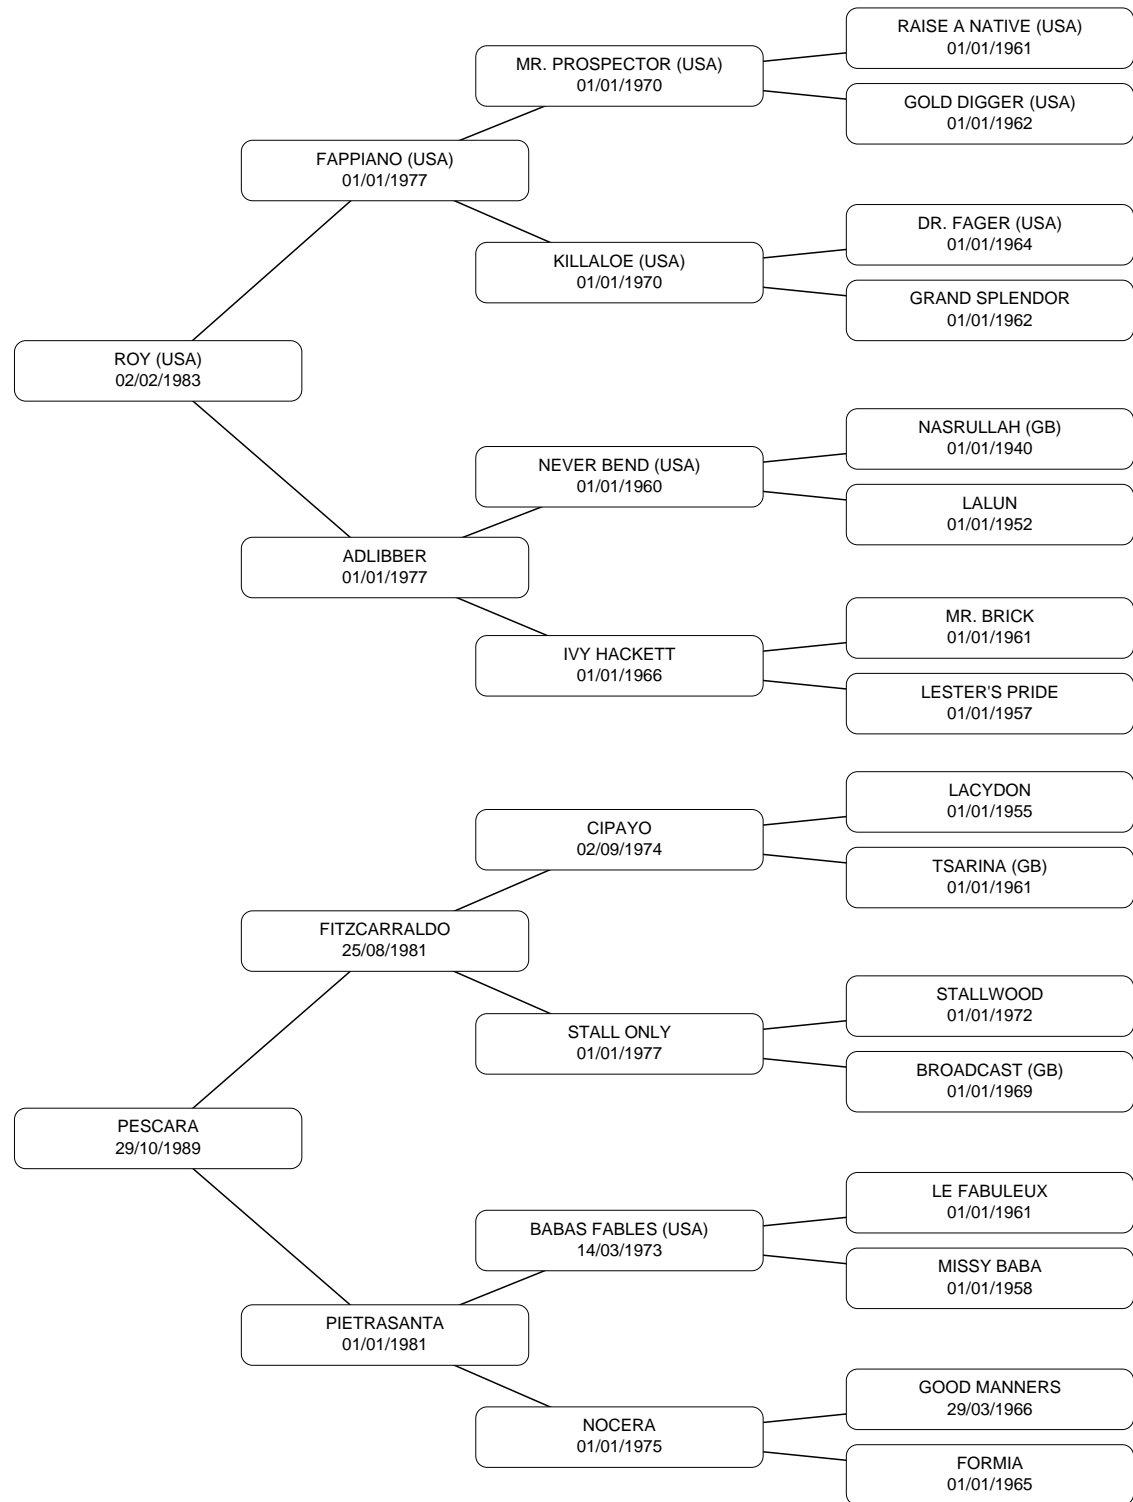 RAISE A NATIVE (USA)
01/01/1961
MR. PROSPECTOR (USA)
01/01/1970
GOLD DIGGER (USA)
01/01/1962
FAPPIANO (USA)
01/01/1977
DR. FAGER (USA)
01/01/1964
KILLALOE (USA)
01/01/1970
GRAND SPLENDOR
01/01/1962
ROY (USA)
02/02/1983
NASRULLAH (GB)
01/01/1940
NEVER BEND (USA)
01/01/1960
LALUN
01/01/1952
ADLIBBER
01/01/1977
MR. BRICK
01/01/1961
IVY HACKETT
01/01/1966
LESTER'S PRIDE
01/01/1957
LACYDON
01/01/1955
CIPAYO
02/09/1974
TSARINA (GB)
01/01/1961
FITZCARRALDO
25/08/1981
STALLWOOD
01/01/1972
STALL ONLY
01/01/1977
BROADCAST (GB)
01/01/1969
PESCARA
29/10/1989
LE FABULEUX
01/01/1961
BABAS FABLES (USA)
14/03/1973
MISSY BABA
01/01/1958
PIETRASANTA
01/01/1981
GOOD MANNERS
29/03/1966
NOCERA
01/01/1975
FORMIA
01/01/1965